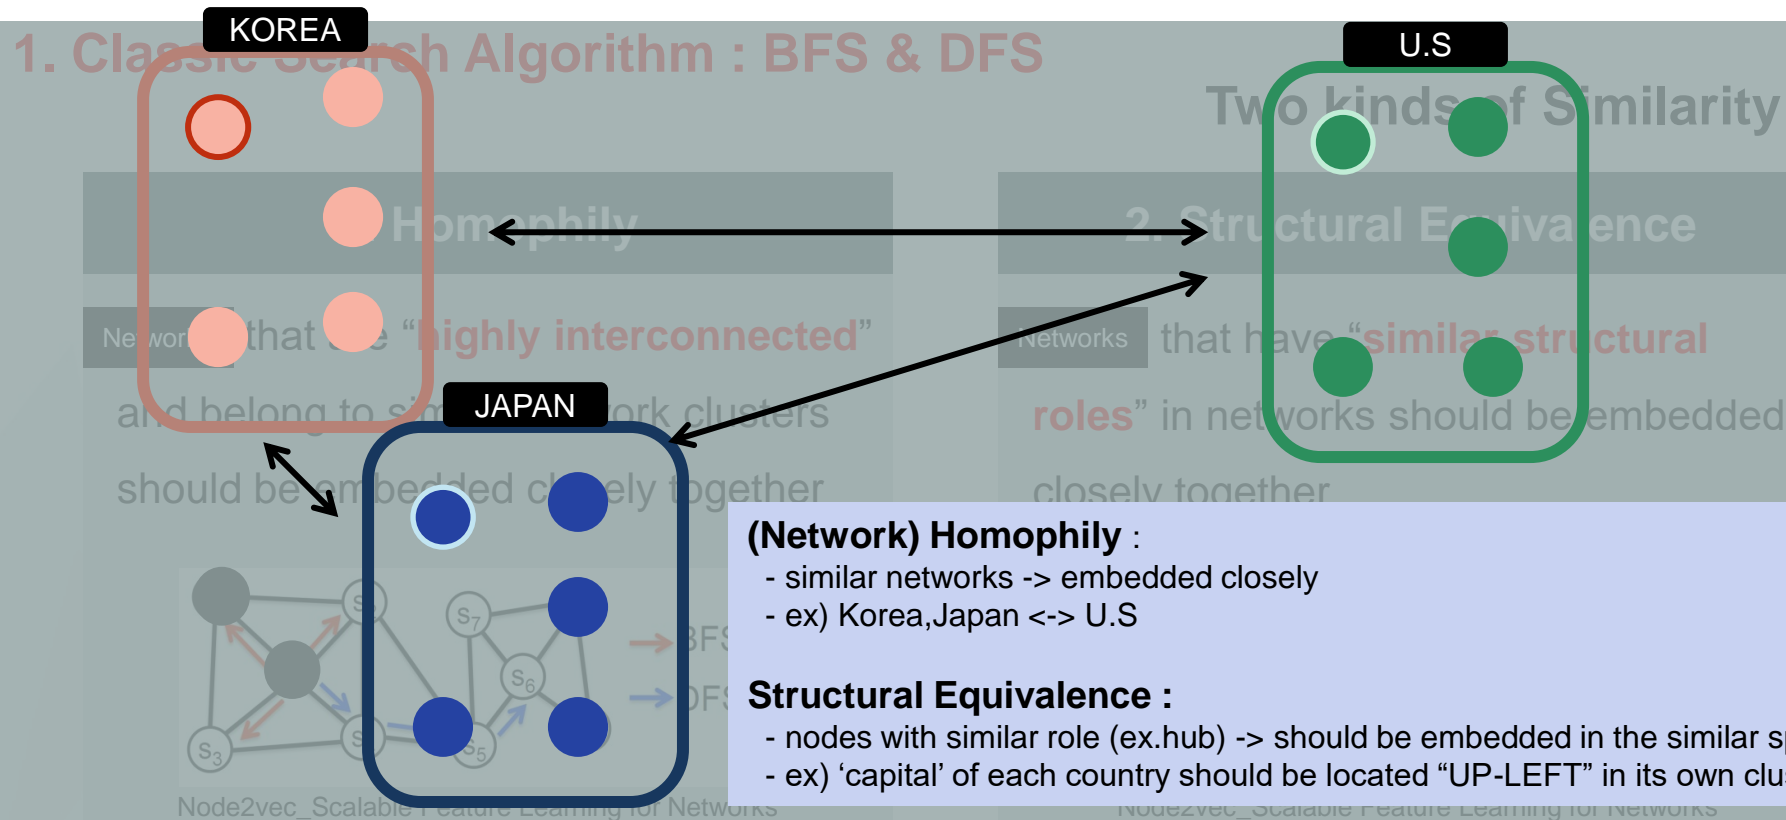 KOREA
U.S
1. Classic Search Algorithm : BFS & DFS
Two kinds of Similarity
Homophily
2. Structural Equivalence
Networks that are “highly interconnected”
Networks that have “similar structural
JAPAN
and belong to network clusters
roles” in networks should be embedded
should be embedded closely together
closely together
(Network) Homophily :
- similar networks -> embedded closely
- ex) Korea,Japan <-> U.S
S7
S6
BFS
DFS
S3
S5
Structural Equivalence :
- nodes with similar role (ex.hub) -> should be embedded in the similar
- ex) ‘capital’ of each country should be located “UP-LEFT” in its own
Node2vec_Scalable Feature Learning for Networks
Node2vec_Scalable Feature Learning for Networks